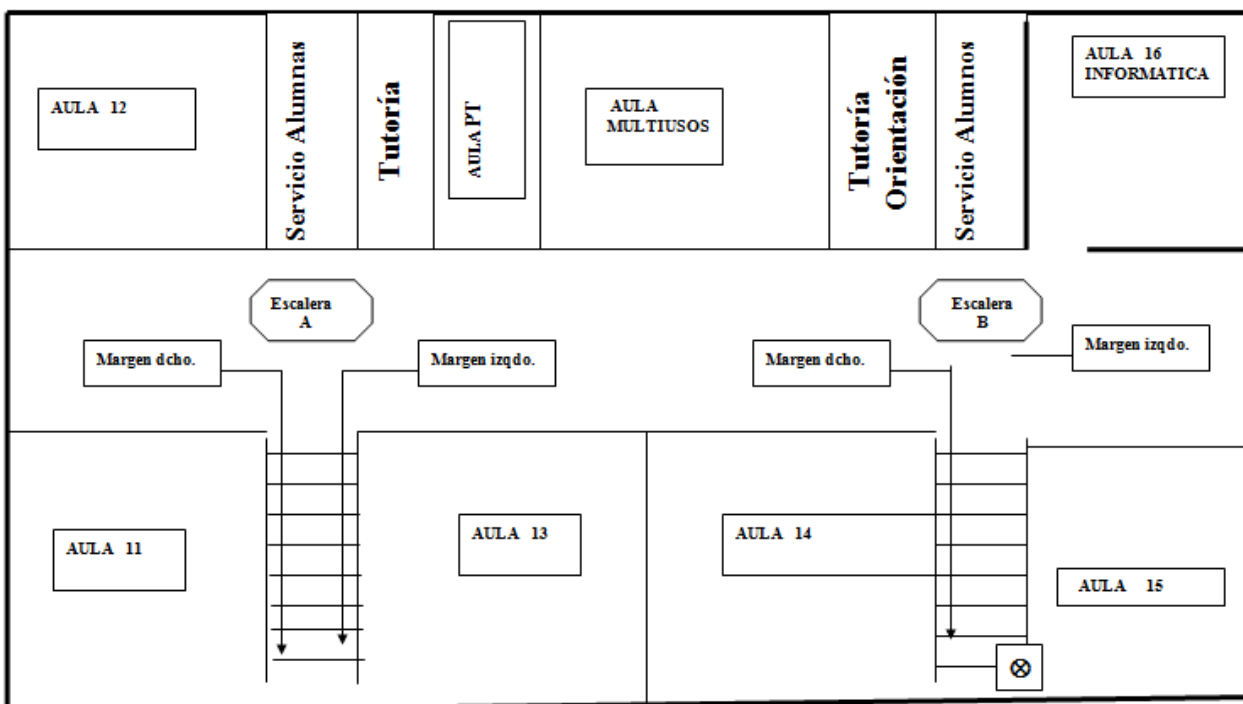 AULA 12
Servicio Alumnas
Tutoría
AULA PT
AULA
MULTIUSOS
Tutoría
Orientación
Servicio Alumnos
AULA 16
INFORMATICA
Escalera
A
Escalera
B
Margen dcho.
Margen izqdo.
Margen dcho.
Margen izqdo.
AULA 11
AULA 13
AULA 14
AULA 15